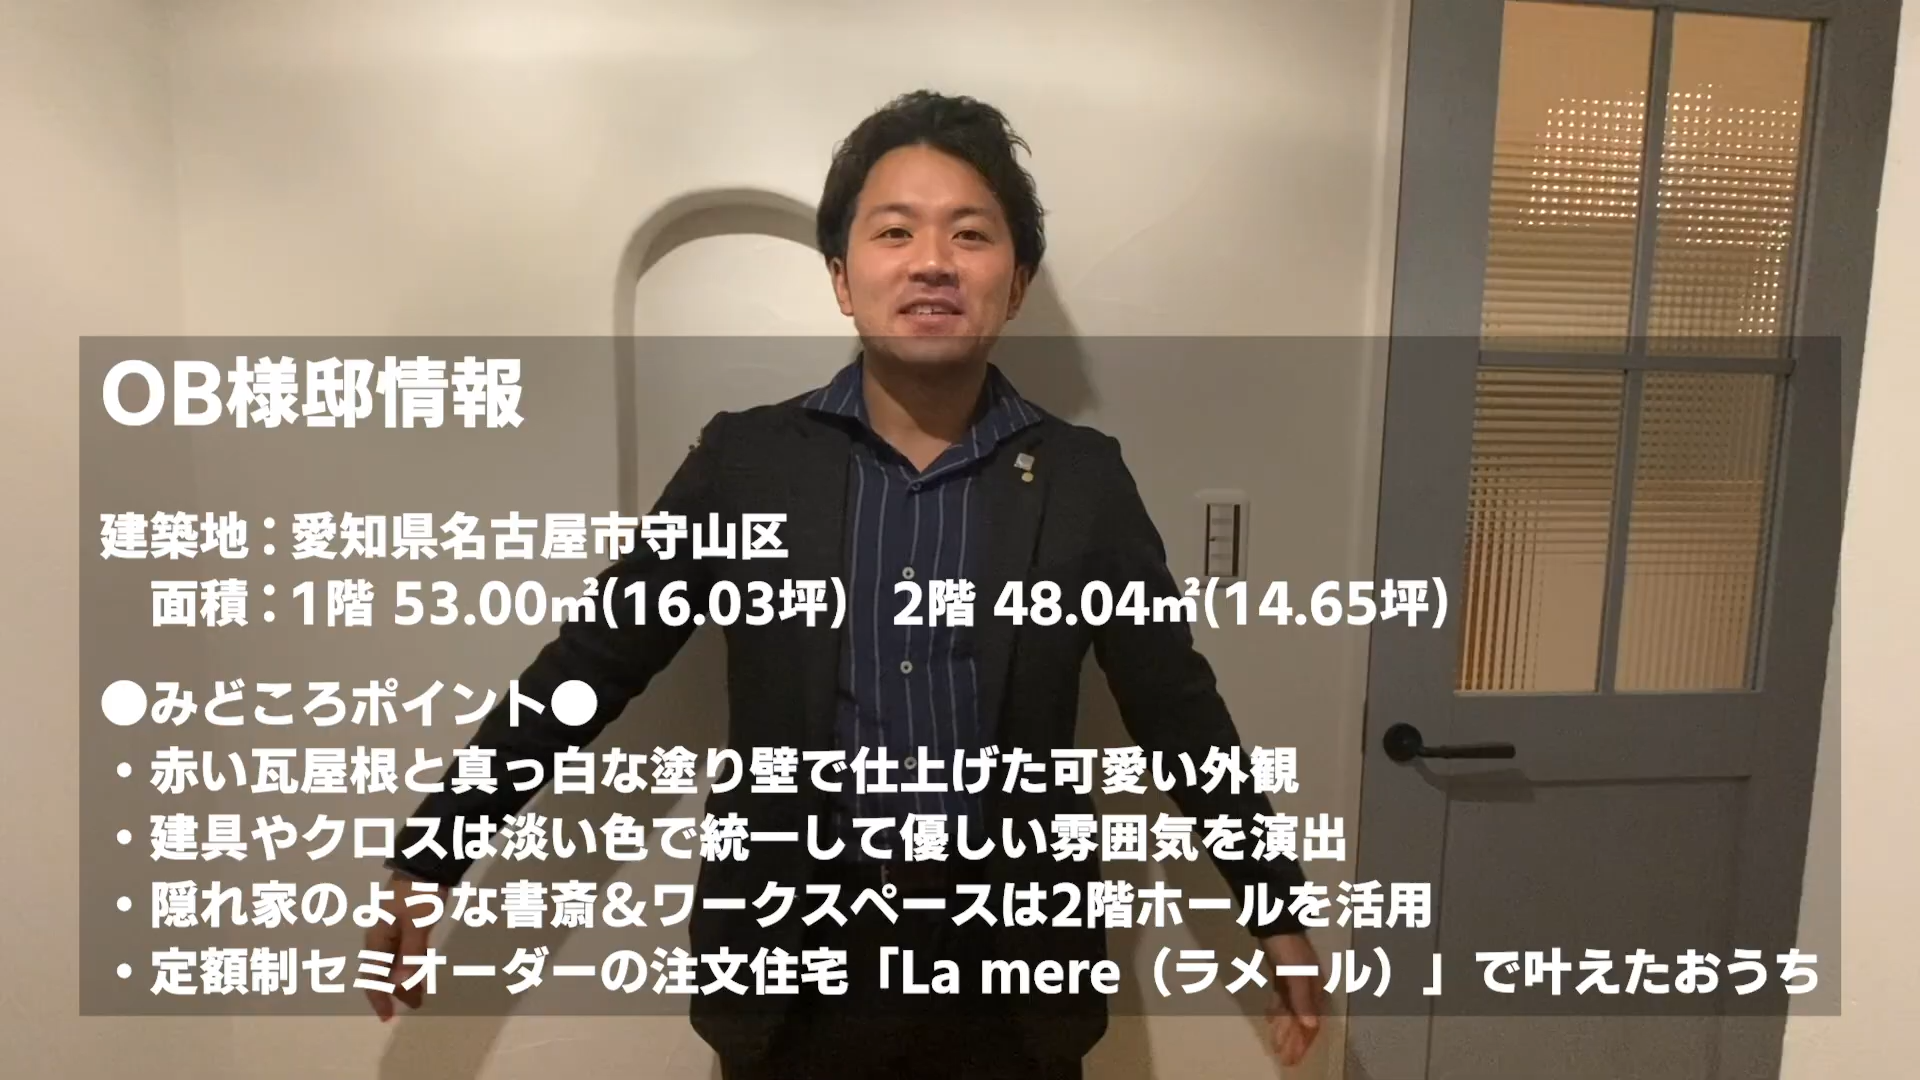 OB様邸情報
建築地：愛知県名古屋市守山区
面積：1階 53.00㎡(16.03坪)　2階 48.04㎡(14.65坪)
●みどころポイント●
・赤い瓦屋根と真っ白な塗り壁で仕上げた可愛い外観
・建具やクロスは淡い色で統一して優しい雰囲気を演出
・隠れ家のような書斎&ワークスペースは2階ホールを活用
・定額制セミオーダーの注文住宅「La mere（ラメール）」で叶えたおうち